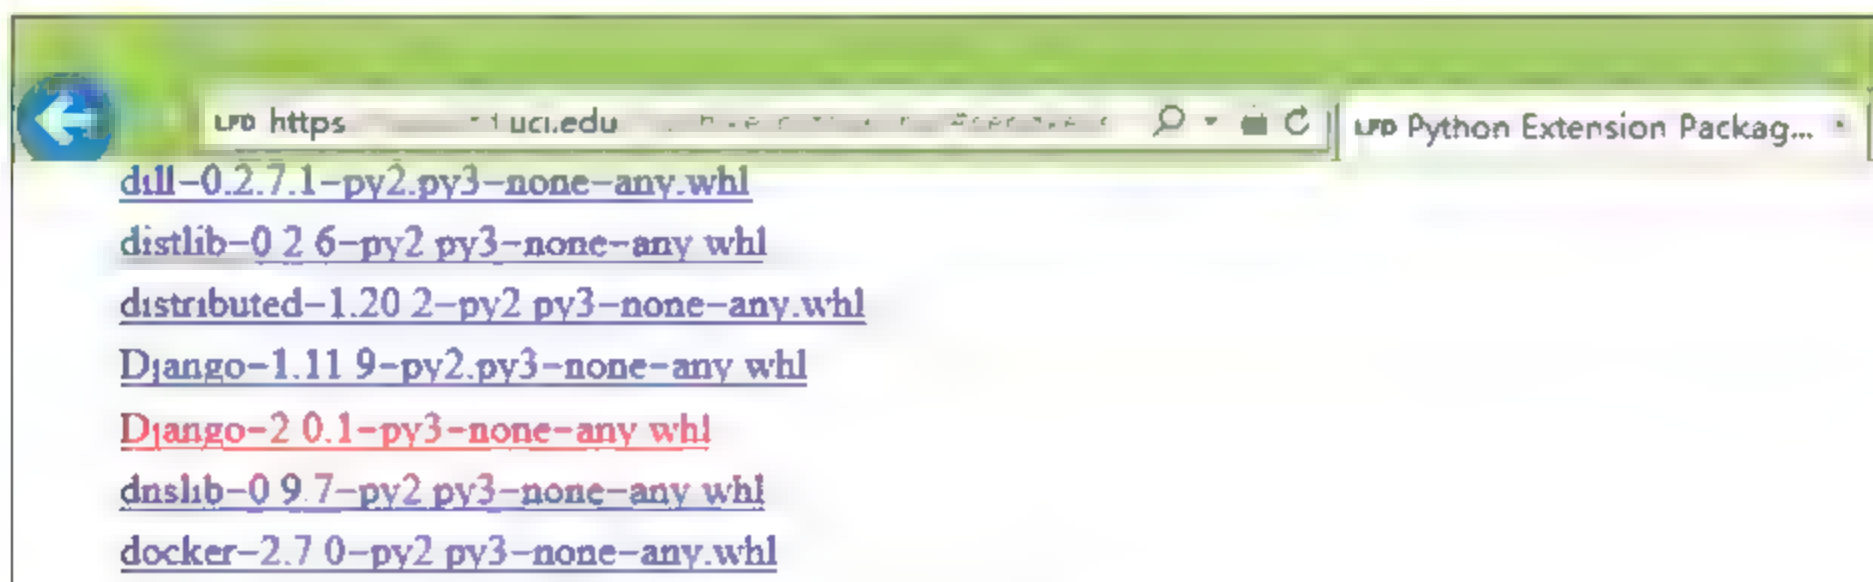 LFD https uci.edu LFD Python Extension Packag...
dill-0.2.7.1-py2.py3-none-any.whl
distlib-0 2 6-py2 py3-none-any whl
distributed-1.20 2-py2 py3-none-any.whl
Django-1.11 9-py2.py3-none-any whl
Django-2 0.1-py3-none-any whl
dnslib-0 9.7-py2 py3-none-any whl
docker-2.7 0-py2 py3-none-any.whl